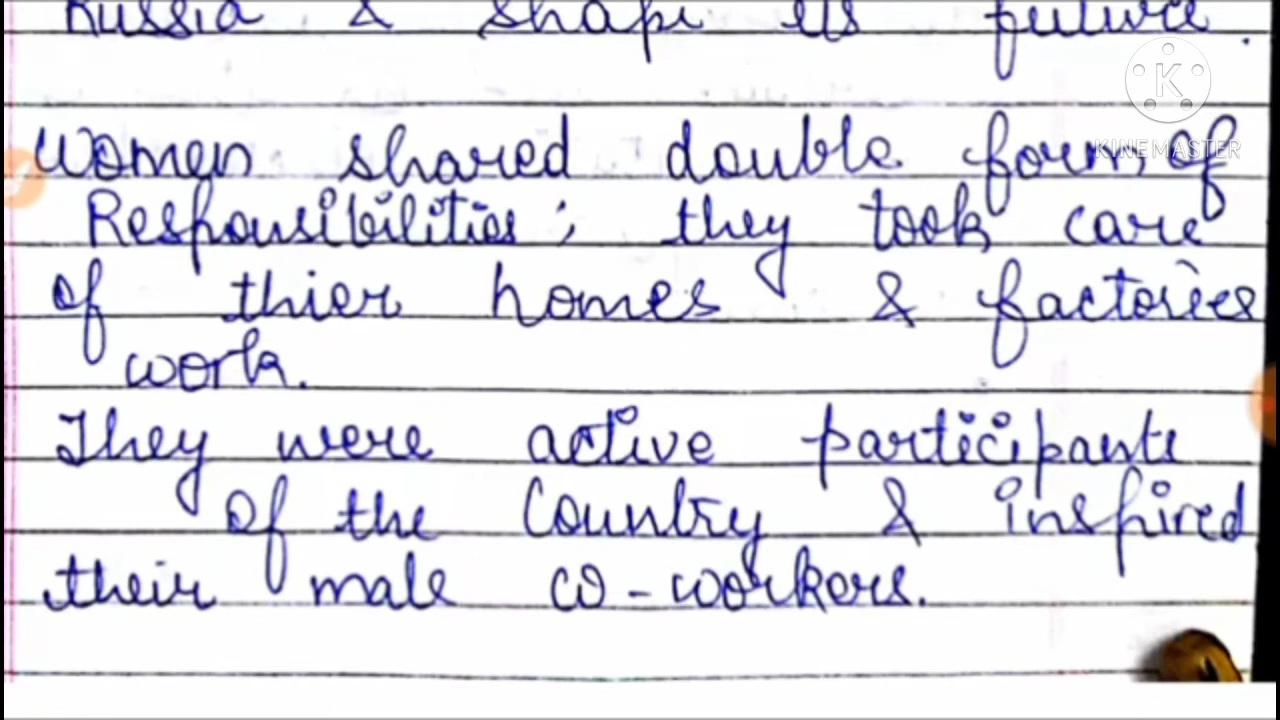 Russia & shape its future.
K
KINEMASTER
Women shared double form of
Responsibilities; they took care
of thier homes & factories
work.
They were active participants
of the Country & inspired
their male co-workers.